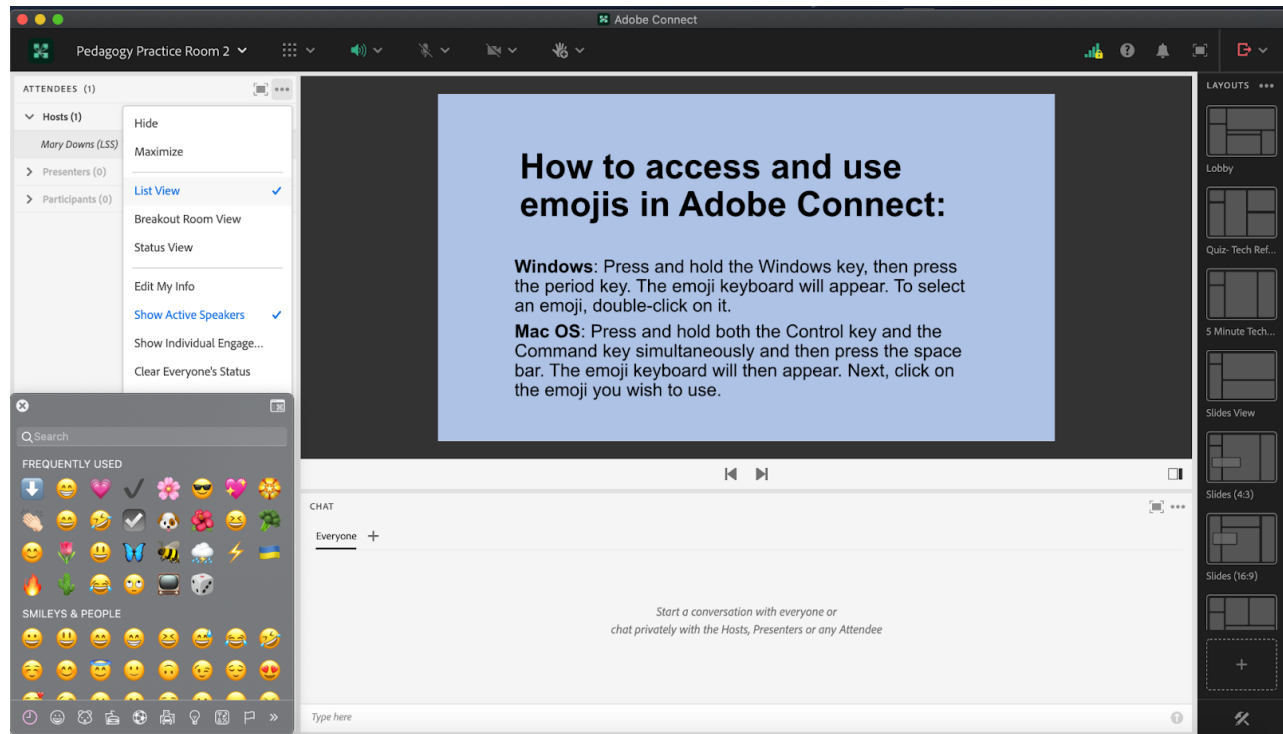 Adobe Connect
Pedagogy Practice Room 2
ATTENDEES (1)
Hosts (1)
Mary Downs (LSS)
Presenters (0)
Participants (0)
Hide
Maximize
List View
Breakout Room View
Status View
Edit My Info
Show Active Speakers
Show Individual Engage...
Clear Everyone's Status
Search
FREQUENTLY USED
SMILEYS & PEOPLE
How to access and use
emojis in Adobe Connect:
Windows: Press and hold the Windows key, then press
the period key. The emoji keyboard will appear. To select
an emoji, double-click on it.
Mac OS: Press and hold both the Control key and the
Command key simultaneously and then press the space
bar. The emoji keyboard will then appear. Next, click on
the emoji you wish to use.
CHAT
Everyone
Start a conversation with everyone or
chat privately with the Hosts, Presenters or any Attendee
Type here
LAYOUTS
Lobby
Quiz- Tech Ref...
5 Minute Tech...
Slides View
Slides (4:3)
Slides (16:9)